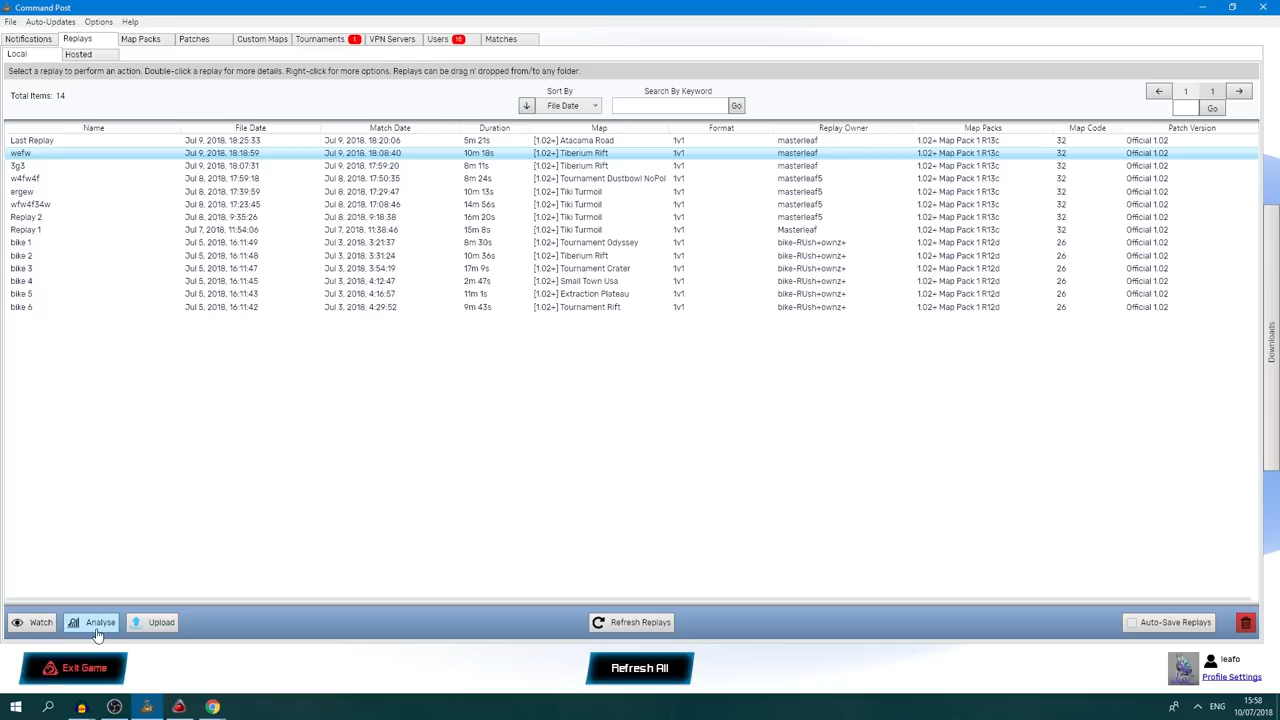 Command Post
File Auto-Updates Options Help
Notifications Replays Map Packs Patches Custom Maps Tournaments 1 VPN Servers Users 16 Matches
Local Hosted
Select a replay to perform an action. Double-click a replay for more details. Right-click for more options. Replays can be drag n' dropped from/to any folder.
Total Items: 14
Sort By Search By Keyword
File Date Go
← 1 1 →
Go
Name File Date Match Date Duration Map Format Replay Owner Map Packs Map Code Patch Version
Last Replay Jul 9, 2018, 18:25:33 Jul 9, 2018, 18:20:06 5m 21s [1.02+] Atacama Road 1v1 masterleaf 1.02+ Map Pack 1 R13c 32 Official 1.02
wefw Jul 9, 2018, 18:18:59 Jul 9, 2018, 18:08:40 10m 18s [1.02+] Tiberium Rift 1v1 masterleaf 1.02+ Map Pack 1 R13c 32 Official 1.02
3g3 Jul 9, 2018, 18:07:31 Jul 9, 2018, 17:59:20 8m 11s [1.02+] Tiberium Rift 1v1 masterleaf 1.02+ Map Pack 1 R13c 32 Official 1.02
w4fw4f Jul 8, 2018, 17:59:18 Jul 8, 2018, 17:50:35 8m 24s [1.02+] Tournament Dustbowl NoPol 1v1 masterleaf5 1.02+ Map Pack 1 R13c 32 Official 1.02
ergew Jul 8, 2018, 17:39:59 Jul 8, 2018, 17:29:47 10m 13s [1.02+] Tiki Turmoil 1v1 masterleaf5 1.02+ Map Pack 1 R13c 32 Official 1.02
wfw4f34w Jul 8, 2018, 17:23:45 Jul 8, 2018, 17:08:46 14m 56s [1.02+] Tiki Turmoil 1v1 masterleaf5 1.02+ Map Pack 1 R13c 32 Official 1.02
Replay 2 Jul 8, 2018, 9:35:26 Jul 8, 2018, 9:18:38 16m 20s [1.02+] Tiki Turmoil 1v1 masterleaf5 1.02+ Map Pack 1 R13c 32 Official 1.02
Replay 1 Jul 7, 2018, 11:54:06 Jul 7, 2018, 11:38:46 15m 8s [1.02+] Tiki Turmoil 1v1 Masterleaf 1.02+ Map Pack 1 R13c 32 Official 1.02
bike 1 Jul 5, 2018, 16:11:49 Jul 3, 2018, 3:21:37 8m 30s [1.02+] Tournament Odyssey 1v1 bike-RUsh+ownz+ 1.02+ Map Pack 1 R12d 26 Official 1.02
bike 2 Jul 5, 2018, 16:11:48 Jul 3, 2018, 3:31:24 10m 36s [1.02+] Tiberium Rift 1v1 bike-RUsh+ownz+ 1.02+ Map Pack 1 R12d 26 Official 1.02
bike 3 Jul 5, 2018, 16:11:47 Jul 3, 2018, 3:54:19 17m 9s [1.02+] Tournament Crater 1v1 bike-RUsh+ownz+ 1.02+ Map Pack 1 R12d 26 Official 1.02
bike 4 Jul 5, 2018, 16:11:45 Jul 3, 2018, 4:12:47 2m 47s [1.02+] Small Town Usa 1v1 bike-RUsh+ownz+ 1.02+ Map Pack 1 R12d 26 Official 1.02
bike 5 Jul 5, 2018, 16:11:43 Jul 3, 2018, 4:16:57 11m 1s [1.02+] Extraction Plateau 1v1 bike-RUsh+ownz+ 1.02+ Map Pack 1 R12d 26 Official 1.02
bike 6 Jul 5, 2018, 16:11:42 Jul 3, 2018, 4:29:52 9m 43s [1.02+] Tournament Rift 1v1 bike-RUsh+ownz+ 1.02+ Map Pack 1 R12d 26 Official 1.02
Downloads
Watch Analyse Upload Refresh Replays Auto-Save Replays
Exit Game Refresh All leafo
Profile Settings
ENG 15:58
10/07/2018